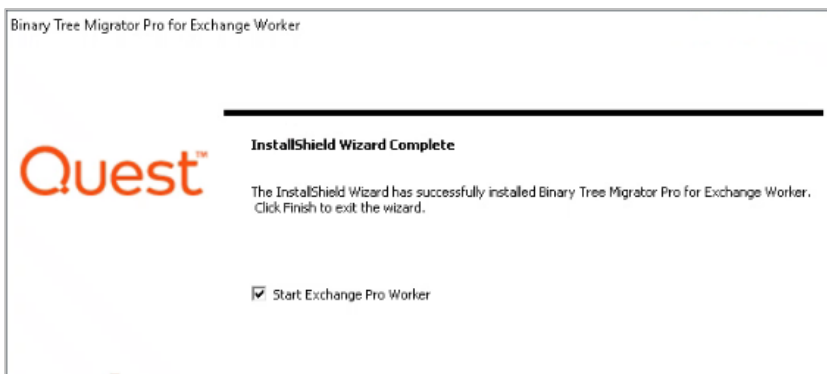 Binary Tree Migrator Pro for Exchange Worker
Quest™
InstallShield Wizard Complete
The InstallShield Wizard has successfully installed Binary Tree Migrator Pro for Exchange Worker.
Click Finish to exit the wizard.
Start Exchange Pro Worker